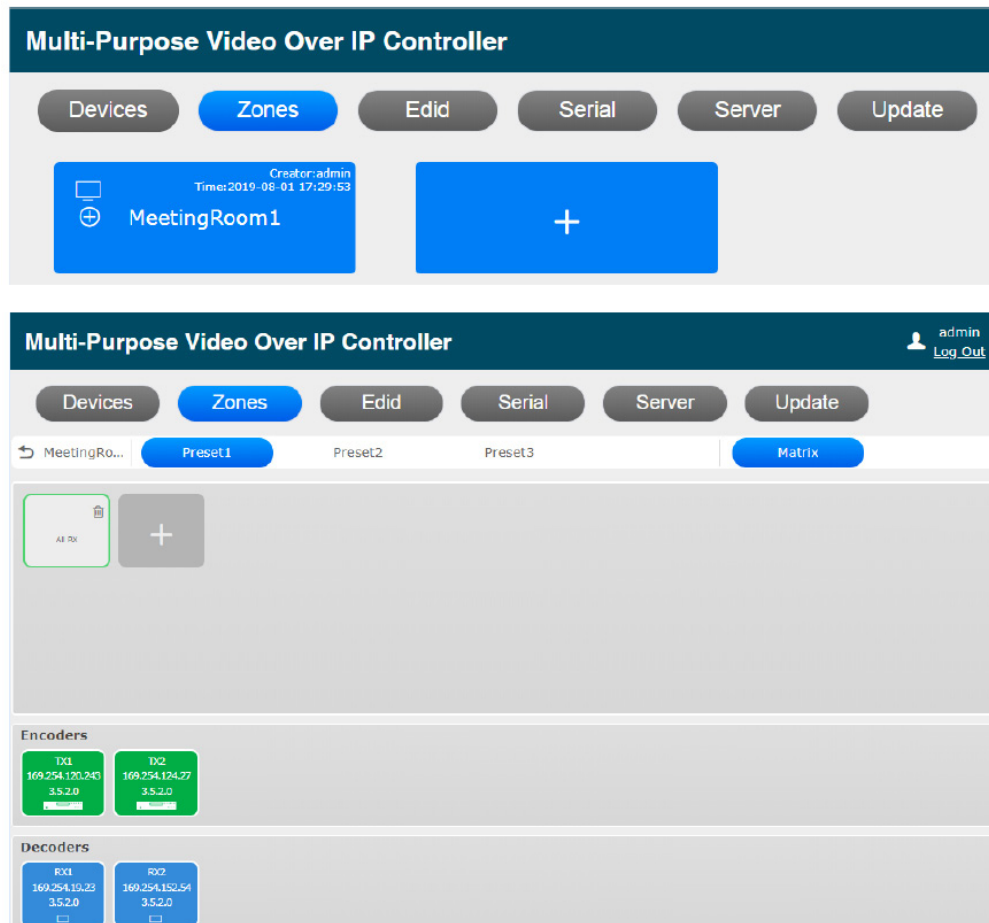 Multi-Purpose Video Over IP Controller
Devices Zones Edid Serial Server Update
Creator:admin
Time:2019-08-01 17:29:53
MeetingRoom1
Multi-Purpose Video Over IP Controller
admin
Log Out
Devices Zones Edid Serial Server Update
MeetingRo... Preset1 Preset2 Preset3 Matrix
All RX
Encoders
TX1 TX2
169.254.120.243 169.254.124.27
3.5.2.0 3.5.2.0
Decoders
RX1 RX2
169.254.19.23 169.254.152.54
3.5.2.0 3.5.2.0